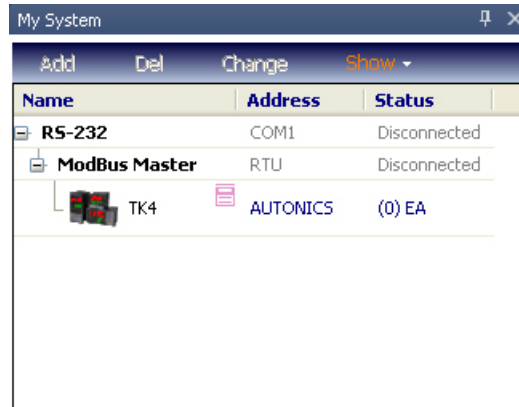 My System
Add Del Change Show
Name Address Status
RS-232 COM1 Disconnected
ModBus Master RTU Disconnected
TK4 AUTONICS (0) EA